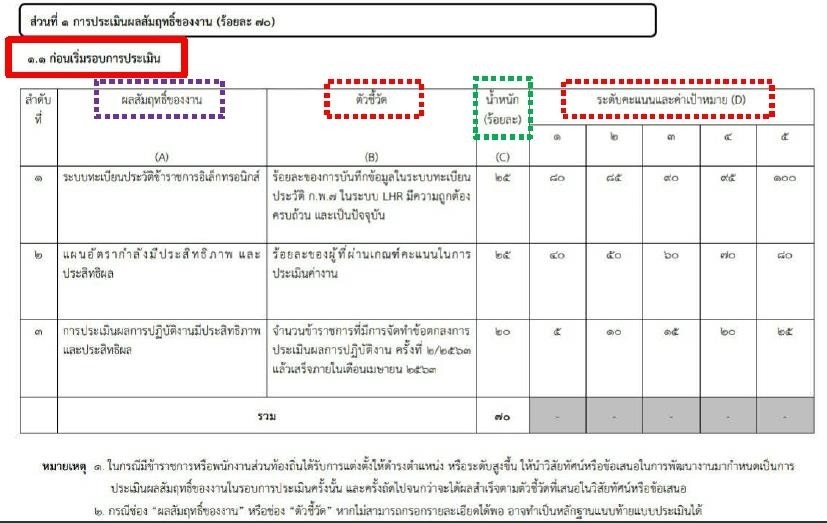 ส่วนที่ ๑ การประเมินผลสัมฤทธิ์ของงาน (ร้อยละ ๗๐)
๑.๑ ก่อนเริ่มรอบการประเมิน
ลำดับที่ ผลสัมฤทธิ์ของงาน ตัวชี้วัด น้ำหนัก (ร้อยละ) ระดับคะแนนและค่าเป้าหมาย (D)
(A) (B) (C) ๑ ๒ ๓ ๔ ๕
๑ ระบบทะเบียนประวัติข้าราชการอิเล็กทรอนิกส์ ร้อยละของการบันทึกข้อมูลในระบบทะเบียน ๒๕ ๘๐ ๘๕ ๙๐ ๙๕ ๑๐๐
ประวัติ ก.พ.๗ ในระบบ LHR มีความถูกต้อง
ครบถ้วน และเป็นปัจจุบัน
๒ แผนอัตรากำลังมีประสิทธิภาพ และ ร้อยละของผู้ที่ผ่านเกณฑ์คะแนนในการ ๒๕ ๔๐ ๕๐ ๖๐ ๗๐ ๘๐
ประสิทธิผล ประเมินค่างาน
๓ การประเมินผลการปฏิบัติงานมีประสิทธิภาพ จำนวนข้าราชการที่มีการจัดทำข้อตกลงการ ๒๐ ๕ ๑๐ ๑๕ ๒๐ ๒๕
และประสิทธิผล ประเมินผลการปฏิบัติงาน ครั้งที่ ๒/๒๕๖๓
แล้วเสร็จภายในเดือนเมษายน ๒๕๖๓
รวม ๗๐ - - - - -
หมายเหตุ ๑. ในกรณีมีข้าราชการหรือพนักงานส่วนท้องถิ่นได้รับการแต่งตั้งให้ดำรงตำแหน่ง หรือระดับสูงขึ้น ให้นำวิสัยทัศน์หรือข้อเสนอในการพัฒนางานมากำหนดเป็นการ
ประเมินผลสัมฤทธิ์ของงานในรอบการประเมินครั้งนั้น และครั้งถัดไปจนกว่าจะได้ผลสำเร็จตามตัวชี้วัดที่เสนอในวิสัยทัศน์หรือข้อเสนอ
๒. กรณีช่อง “ผลสัมฤทธิ์ของงาน” หรือช่อง “ตัวชี้วัด” หากไม่สามารถกรอกรายละเอียดได้พอ อาจทำเป็นหลักฐานแนบท้ายแบบประเมินได้